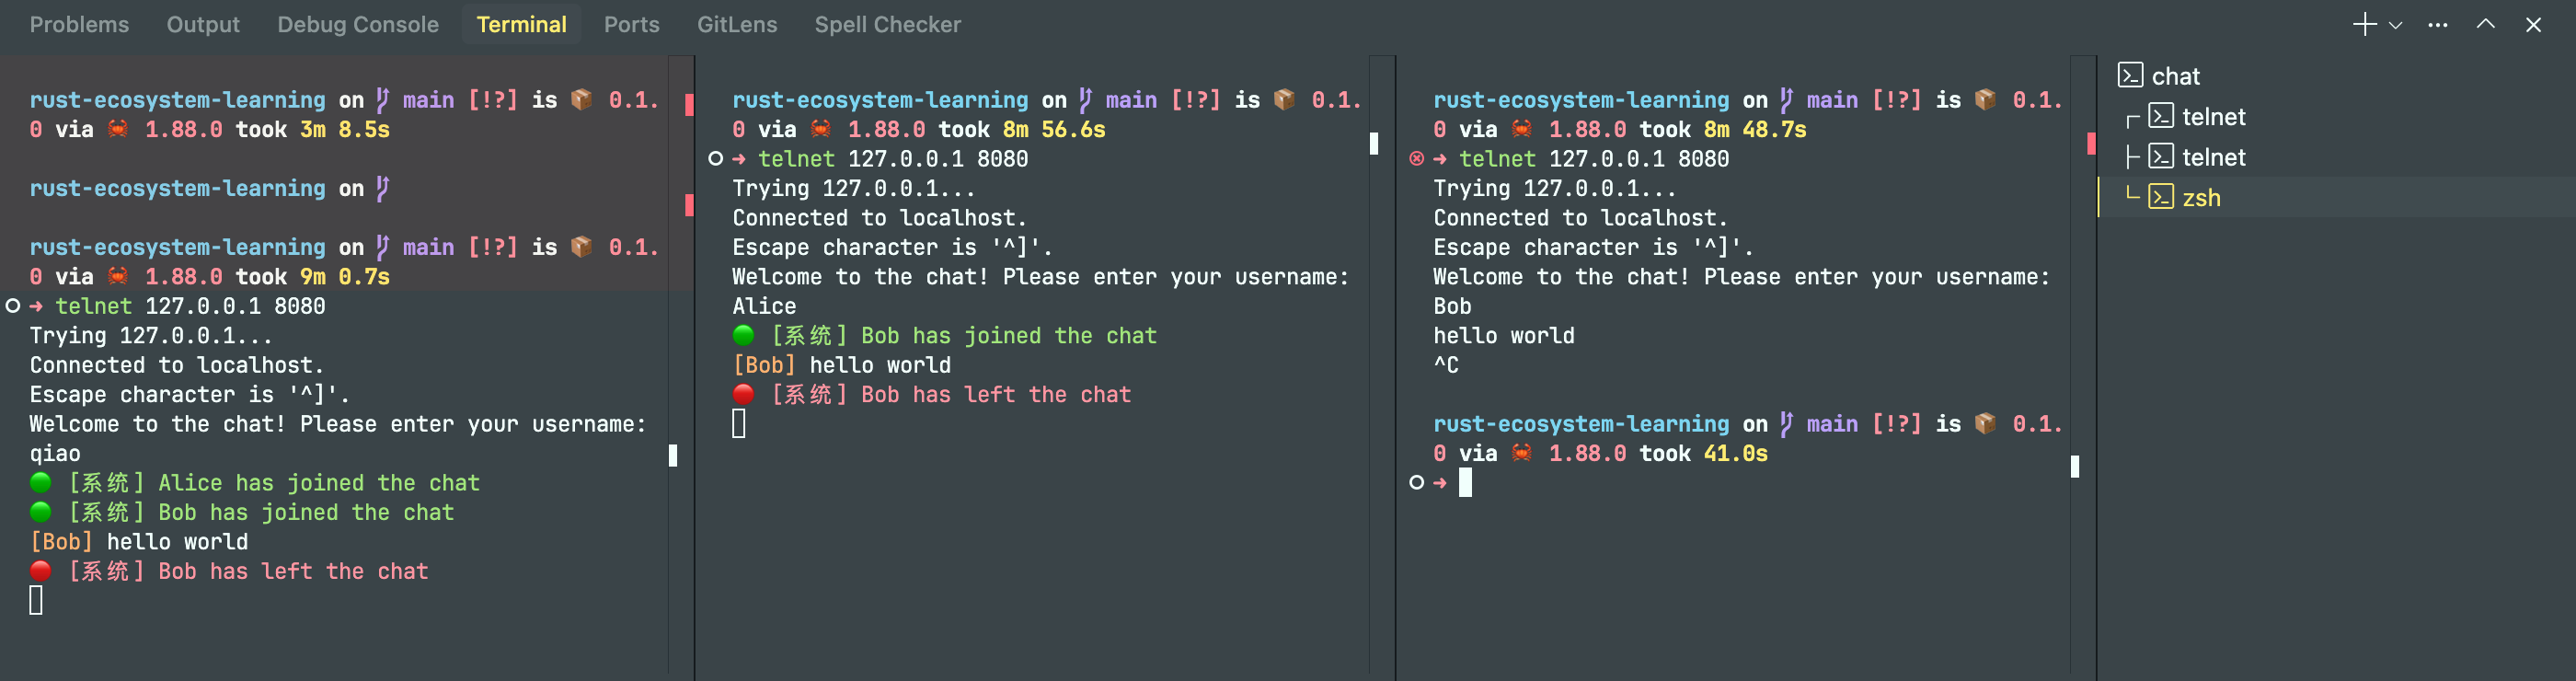 Problems Output Debug Console Terminal Ports GitLens Spell Checker
rust-ecosystem-learning on main [!?] is 📦 0.1.
0 via 🦀 1.88.0 took 3m 8.5s
rust-ecosystem-learning on
rust-ecosystem-learning on main [!?] is 📦 0.1.
0 via 🦀 1.88.0 took 9m 0.7s
➜ telnet 127.0.0.1 8080
Trying 127.0.0.1...
Connected to localhost.
Escape character is '^]'.
Welcome to the chat! Please enter your username:
qiao
🟢 [系统] Alice has joined the chat
🟢 [系统] Bob has joined the chat
[Bob] hello world
🔴 [系统] Bob has left the chat
rust-ecosystem-learning on main [!?] is 📦 0.1.
0 via 🦀 1.88.0 took 8m 56.6s
➜ telnet 127.0.0.1 8080
Trying 127.0.0.1...
Connected to localhost.
Escape character is '^]'.
Welcome to the chat! Please enter your username:
Alice
🟢 [系统] Bob has joined the chat
[Bob] hello world
🔴 [系统] Bob has left the chat
rust-ecosystem-learning on main [!?] is 📦 0.1.
0 via 🦀 1.88.0 took 8m 48.7s
➜ telnet 127.0.0.1 8080
Trying 127.0.0.1...
Connected to localhost.
Escape character is '^]'.
Welcome to the chat! Please enter your username:
Bob
hello world
^C
rust-ecosystem-learning on main [!?] is 📦 0.1.
0 via 🦀 1.88.0 took 41.0s
➜
chat
telnet
telnet
zsh